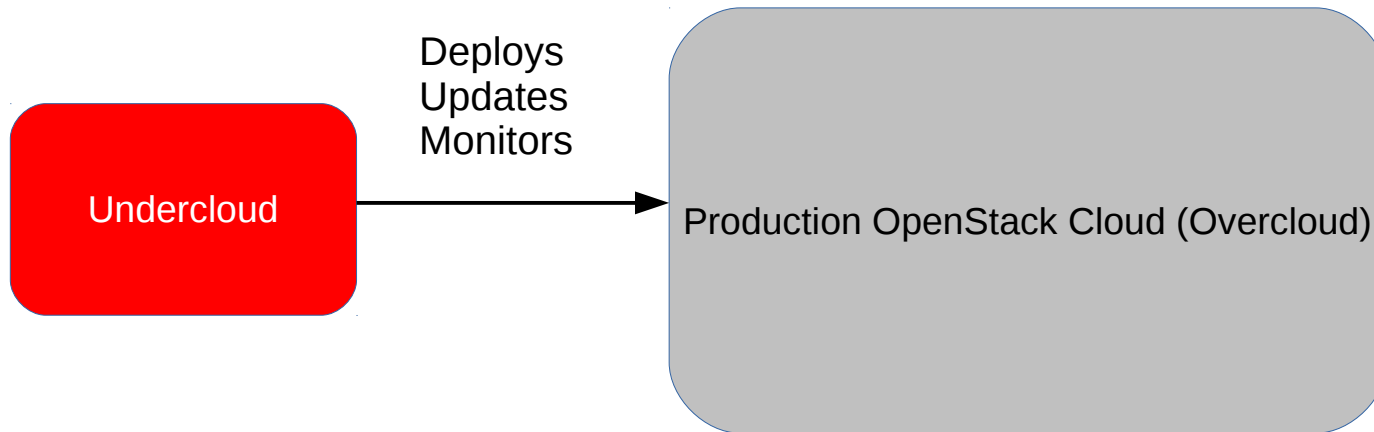 Deploys
Updates
Monitors
Undercloud
Production OpenStack Cloud (Overcloud)